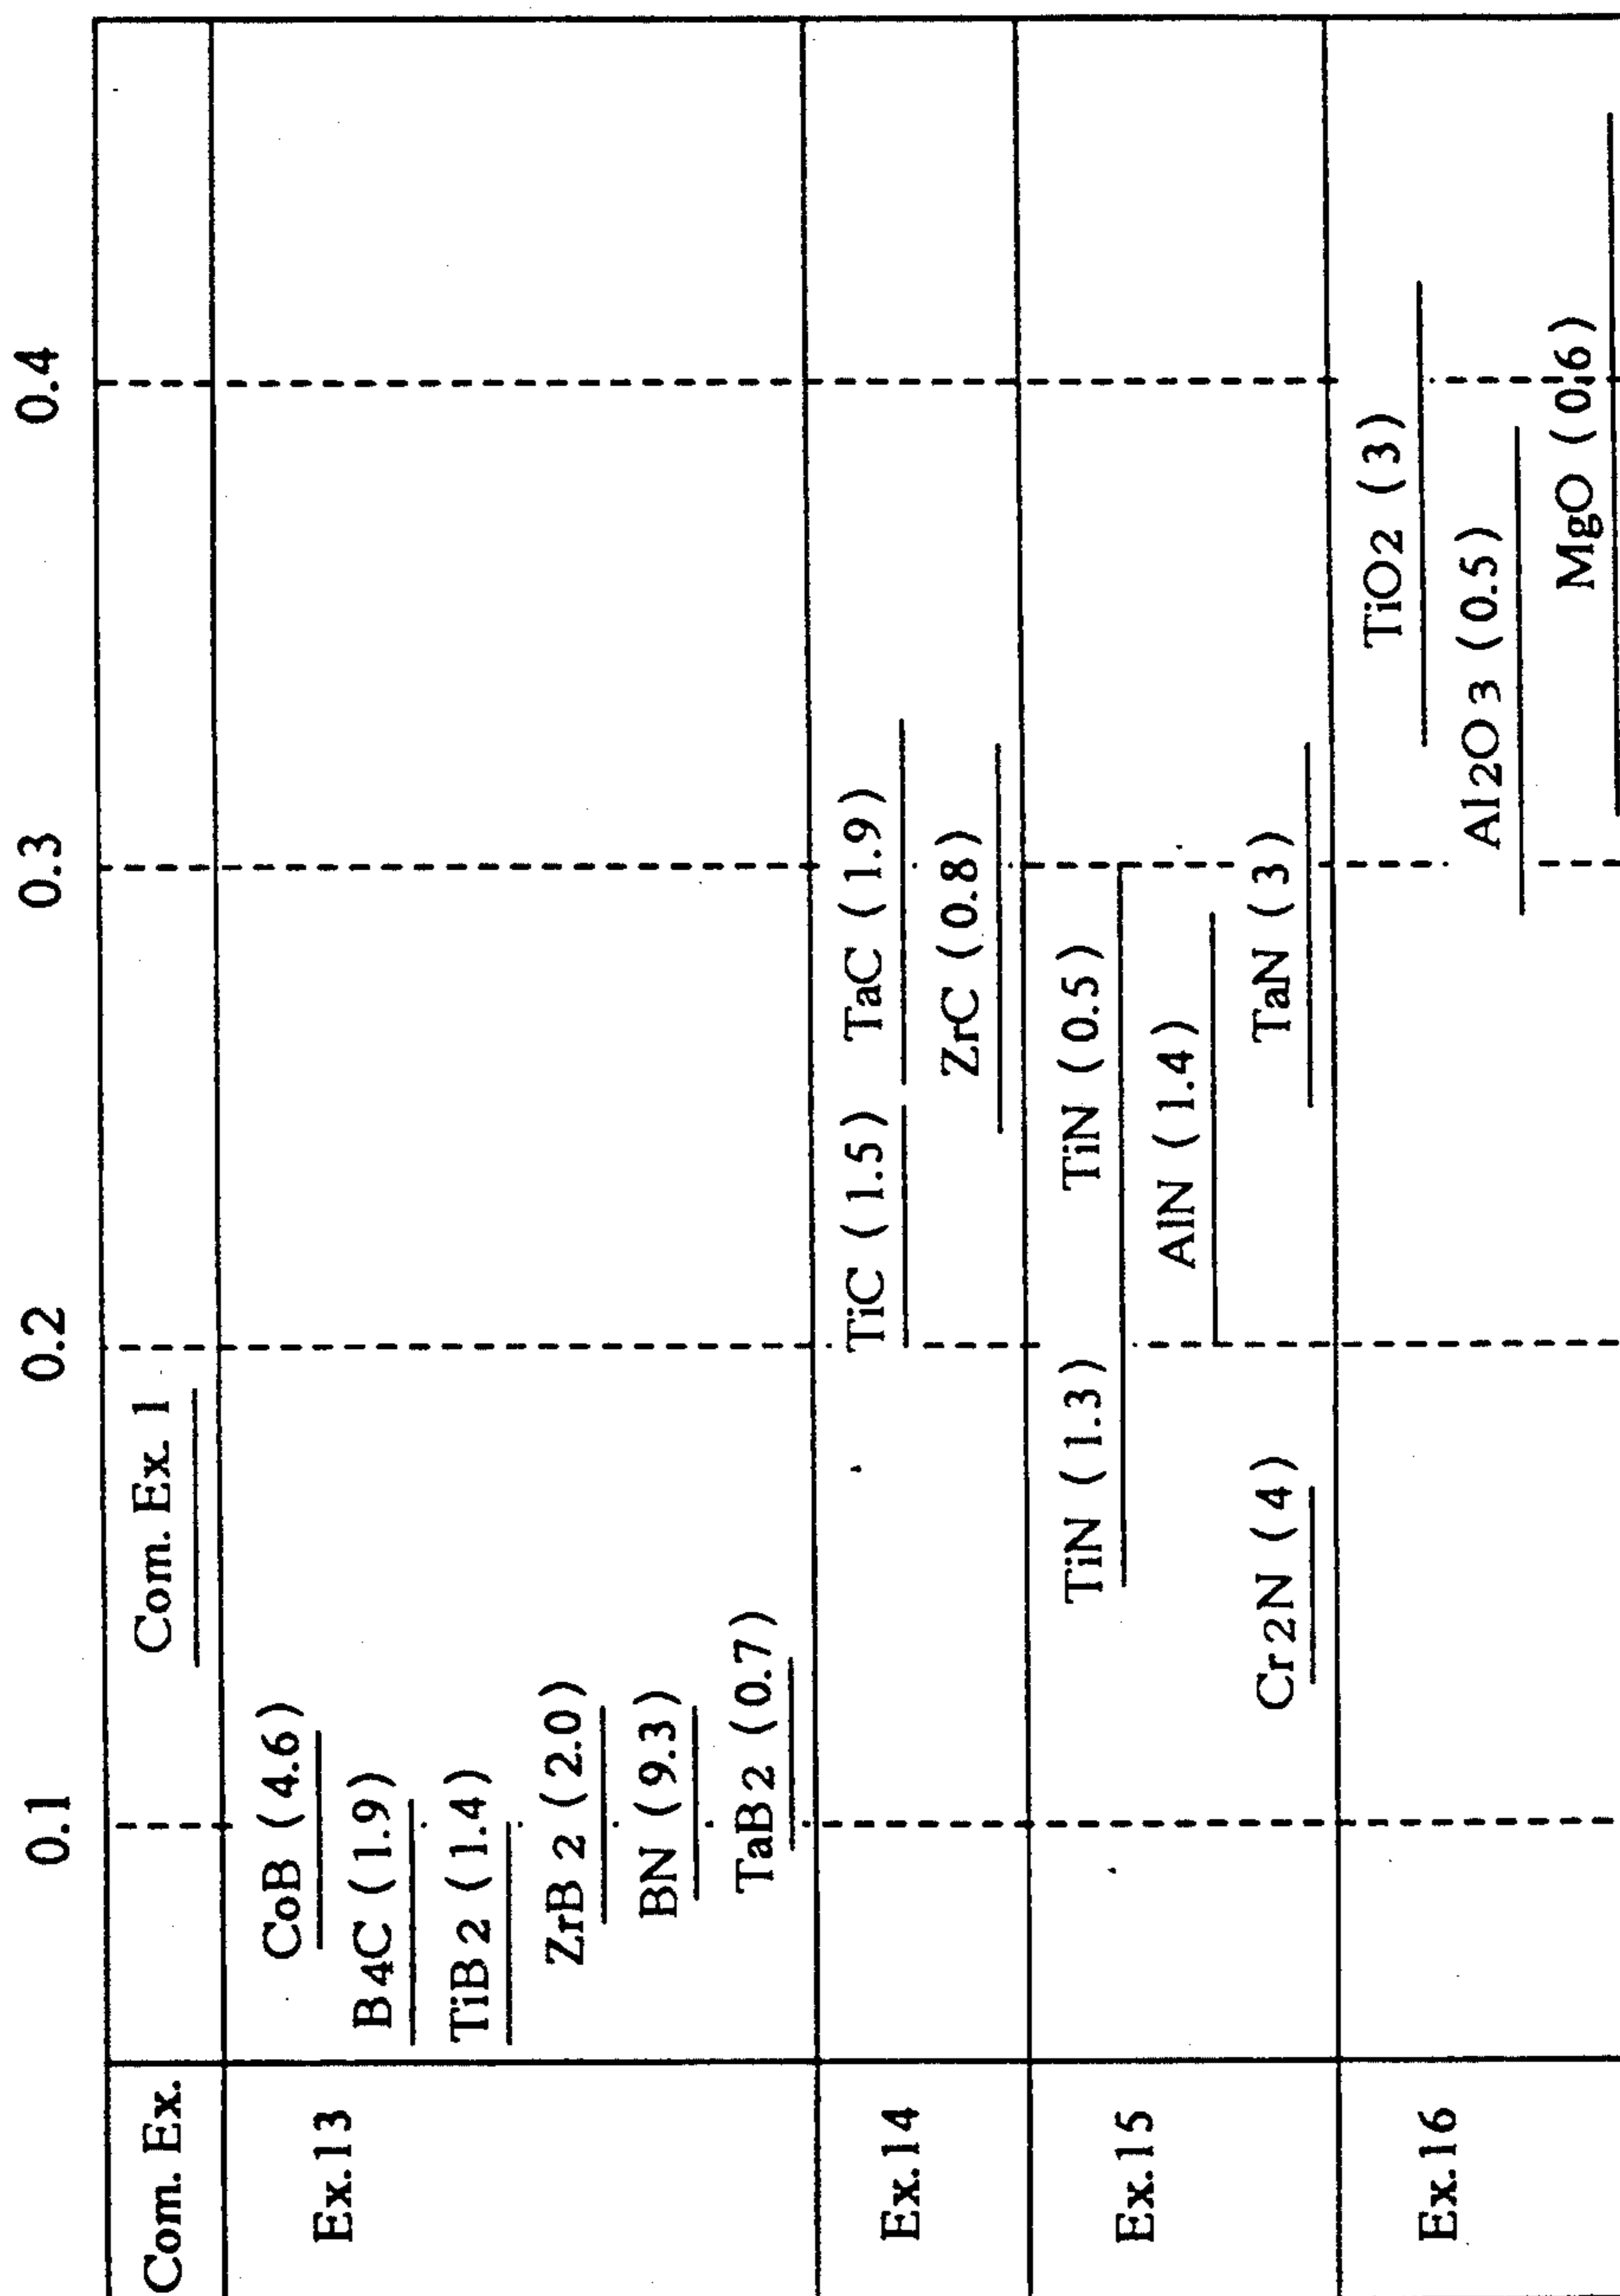 0.1 0.2 0.3 0.4
Com. Ex.
Com. Ex. 1
Ex.13
CoB (4.6)
B4C (1.9)
TiB2 (1.4)
ZrB2 (2.0)
BN (9.3)
TaB2 (0.7)
Ex.14
TiC (1.5) TaC (1.9)
ZrC (0.8)
Ex.15
TiN (1.3) TiN (0.5)
AlN (1.4)
Cr2N (4) TaN (3)
Ex.16
TiO2 (3)
Al2O3 (0.5)
MgO (0.6)